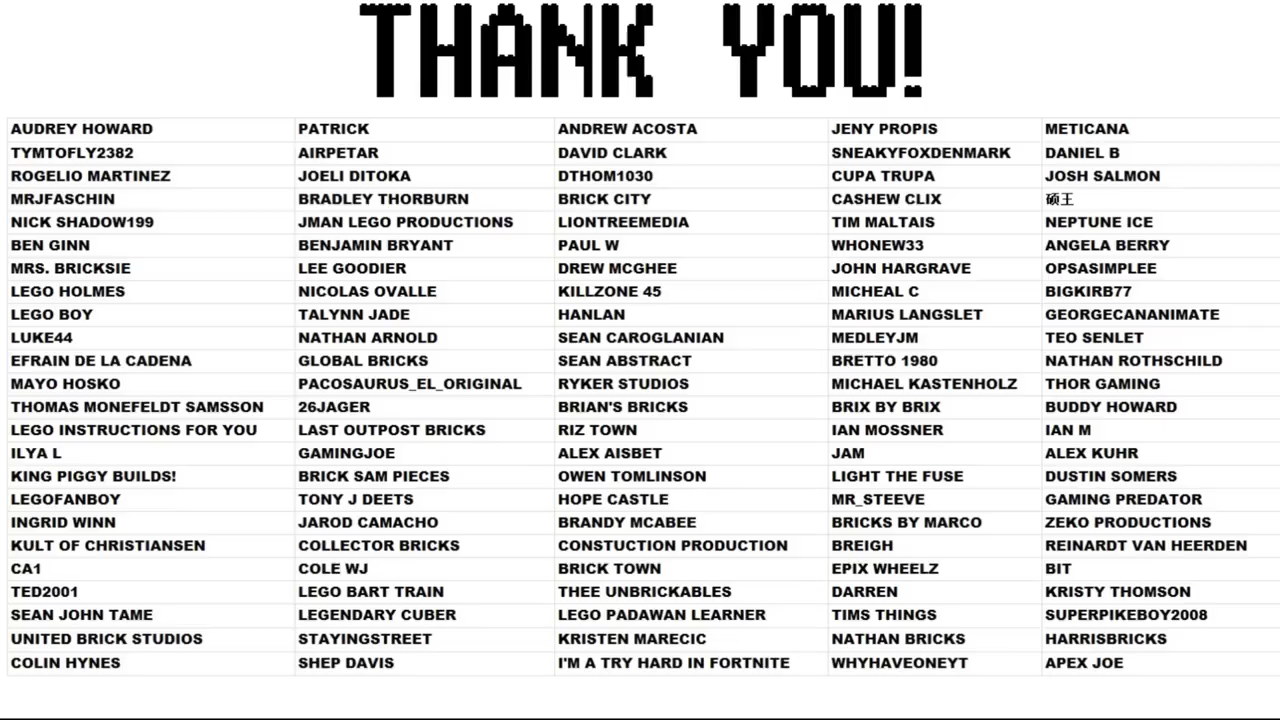 THANK YOU!
AUDREY HOWARD PATRICK ANDREW ACOSTA JENY PROPIS METICANA
TYMTOFLY2382 AIRPETAR DAVID CLARK SNEAKYFOXDENMARK DANIEL B
ROGELIO MARTINEZ JOELI DITOKA DTHOM1030 CUPA TRUPA JOSH SALMON
MRJFASCHIN BRADLEY THORBURN BRICK CITY CASHEW CLIX 硕王
NICK SHADOW199 JMAN LEGO PRODUCTIONS LIONTREEMEDIA TIM MALTAIS NEPTUNE ICE
BEN GINN BENJAMIN BRYANT PAUL W WHONEW33 ANGELA BERRY
MRS. BRICKSIE LEE GOODIER DREW MCGHEE JOHN HARGRAVE OPSASIMPLEE
LEGO HOLMES NICOLAS OVALLE KILLZONE 45 MICHEAL C BIGKIRB77
LEGO BOY TALYNN JADE HANLAN MARIUS LANGSLET GEORGECANANIMATE
LUKE44 NATHAN ARNOLD SEAN CAROGLANIAN MEDLEYJM TEO SENLET
EFRAIN DE LA CADENA GLOBAL BRICKS SEAN ABSTRACT BRETTO 1980 NATHAN ROTHSCHILD
MAYO HOSKO PACOSAURUS_EL_ORIGINAL RYKER STUDIOS MICHAEL KASTENHOLZ THOR GAMING
THOMAS MONEFELDT SAMSSON 26JAGER BRIAN'S BRICKS BRIX BY BRIX BUDDY HOWARD
LEGO INSTRUCTIONS FOR YOU LAST OUTPOST BRICKS RIZ TOWN IAN MOSSNER IAN M
ILYA L GAMINGJOE ALEX AISBET JAM ALEX KUHR
KING PIGGY BUILDS! BRICK SAM PIECES OWEN TOMLINSON LIGHT THE FUSE DUSTIN SOMERS
LEGOFANBOY TONY J DEETS HOPE CASTLE MR_STEEVE GAMING PREDATOR
INGRID WINN JAROD CAMACHO BRANDY MCABEE BRICKS BY MARCO ZEKO PRODUCTIONS
KULT OF CHRISTIANSEN COLLECTOR BRICKS CONSTUCTION PRODUCTION BREIGH REINARDT VAN HEERDEN
CA1 COLE WJ BRICK TOWN EPIX WHEELZ BIT
TED2001 LEGO BART TRAIN THEE UNBRICKABLES DARREN KRISTY THOMSON
SEAN JOHN TAME LEGENDARY CUBER LEGO PADAWAN LEARNER TIMS THINGS SUPERPIKEBOY2008
UNITED BRICK STUDIOS STAYINGSTREET KRISTEN MARECIC NATHAN BRICKS HARRISBRICKS
COLIN HYNES SHEP DAVIS I'M A TRY HARD IN FORTNITE WHYHAVEONEYT APEX JOE